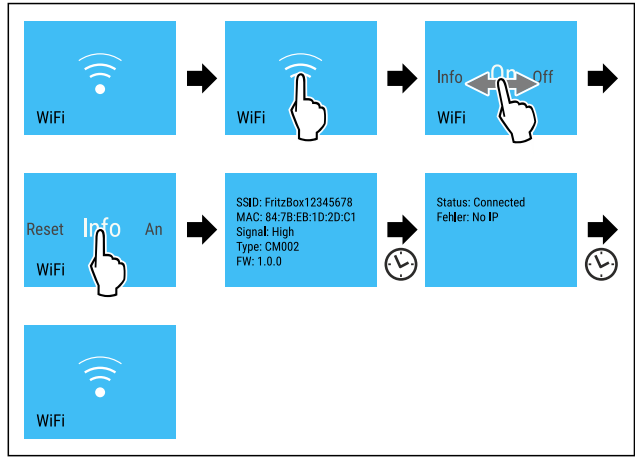 WiFi
WiFi
Info On Off
WiFi
Reset Info An
WiFi
SSID: FritzBox12345678
MAC: 84:7B:EB:1D:2D:C1
Signal: High
Type: CM002
FW: 1.0.0
Status: Connected
Fehler: No IP
WiFi